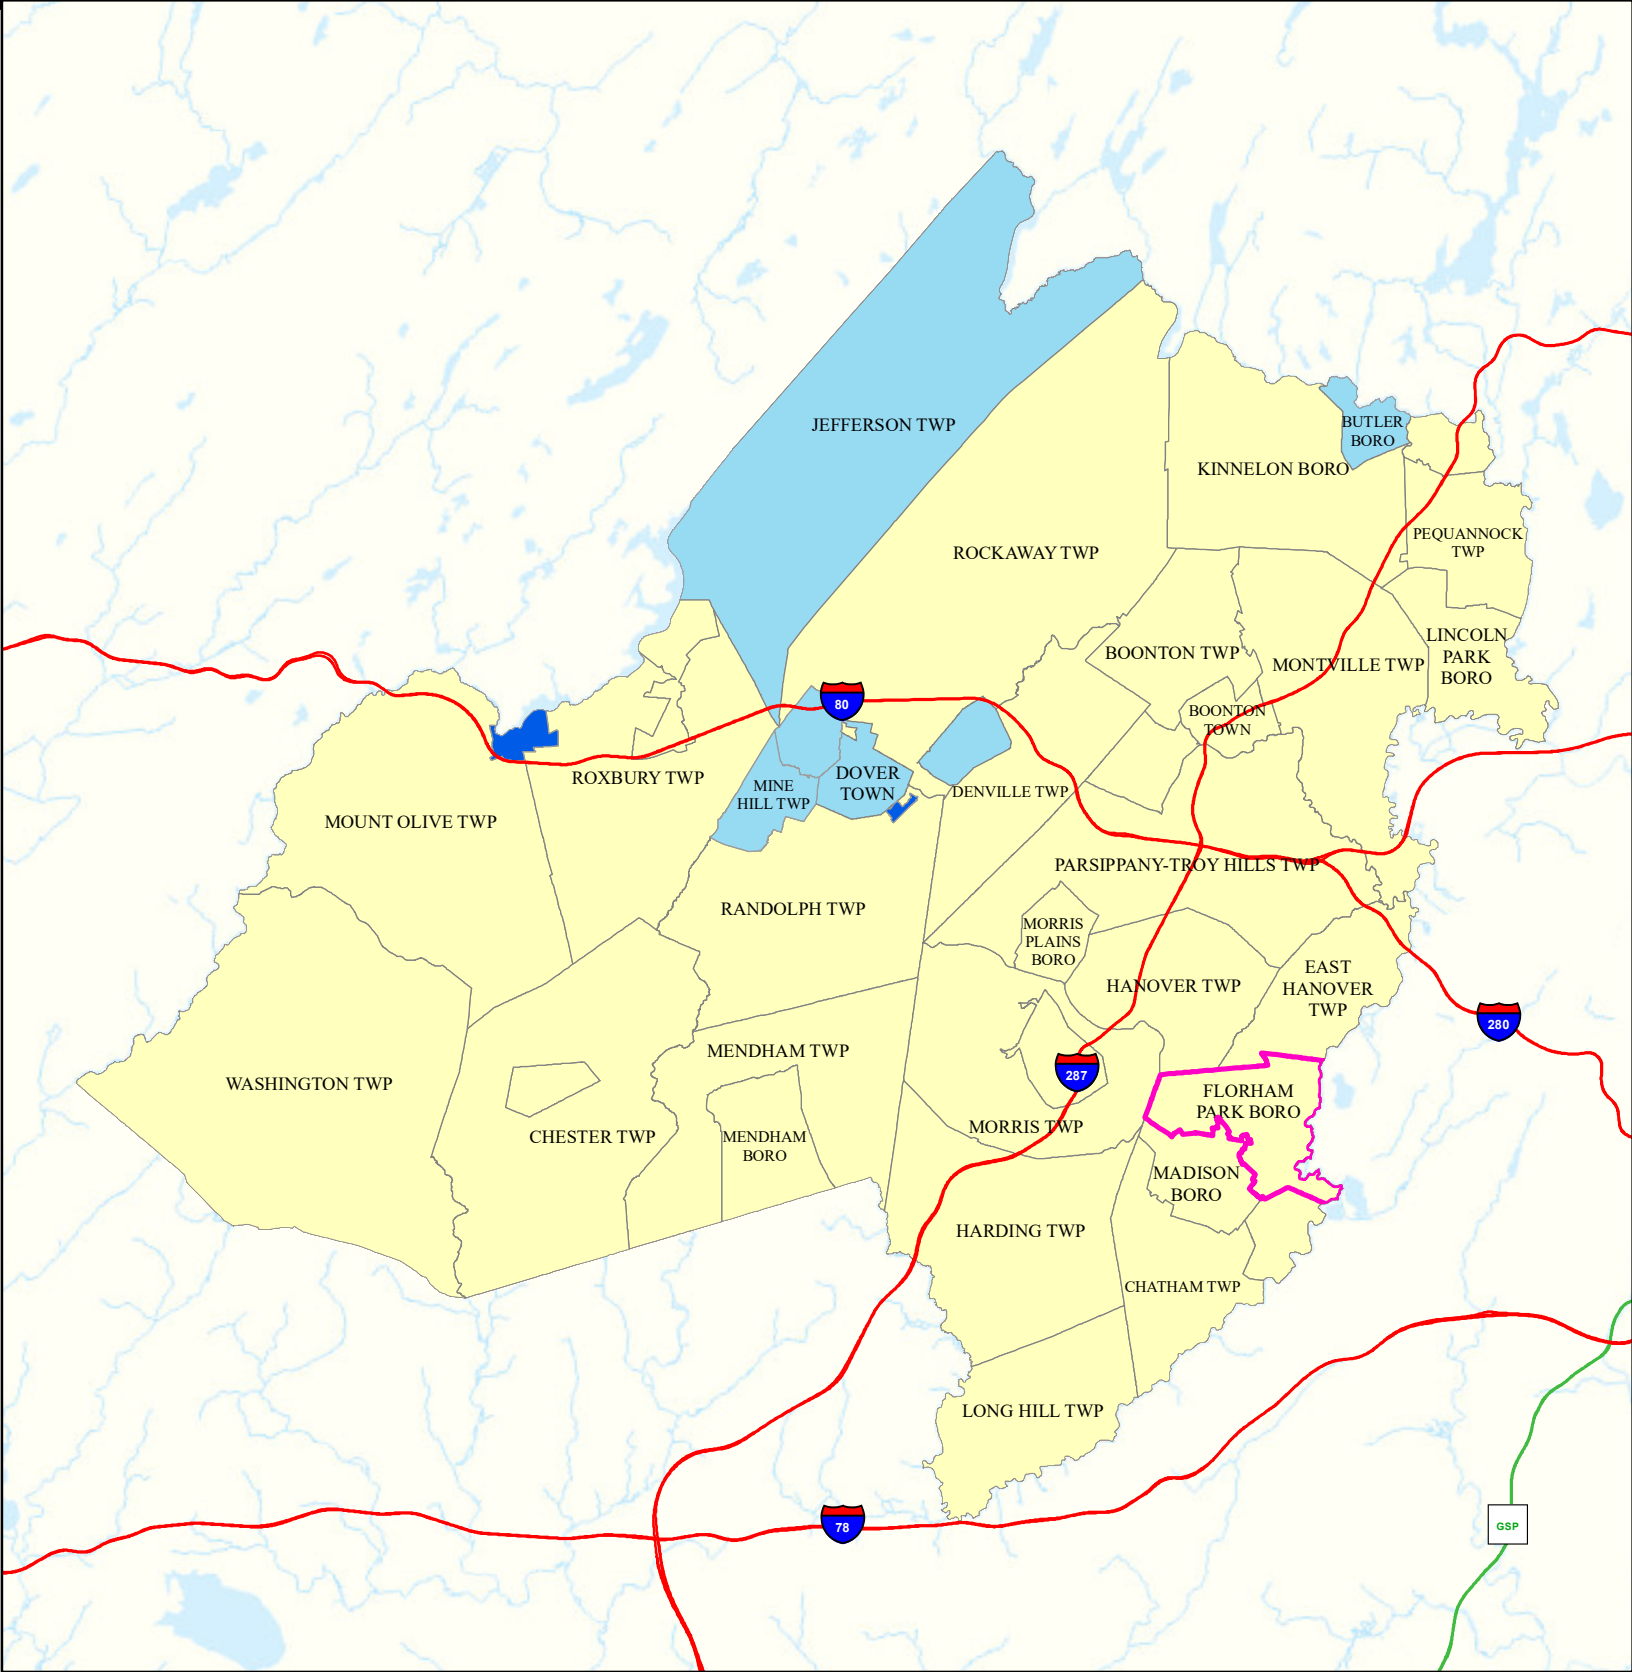 JEFFERSON TWP
BUTLER
BORO
KINNELON BORO
PEQUANNOCK
TWP
ROCKAWAY TWP
LINCOLN
PARK
BORO
BOONTON TWP
MONTVILLE TWP
80
BOONTON
TOWN
ROXBURY TWP
MINE
HILL TWP
DOVER
TOWN
DENVILLE TWP
MOUNT OLIVE TWP
PARSIPPANY-TROY HILLS TWP
RANDOLPH TWP
MORRIS
PLAINS
BORO
EAST
HANOVER
TWP
HANOVER TWP
280
MENDHAM TWP
287
WASHINGTON TWP
FLORHAM
PARK BORO
CHESTER TWP
MENDHAM
BORO
MORRIS TWP
MADISON
BORO
HARDING TWP
CHATHAM TWP
LONG HILL TWP
78
GSP